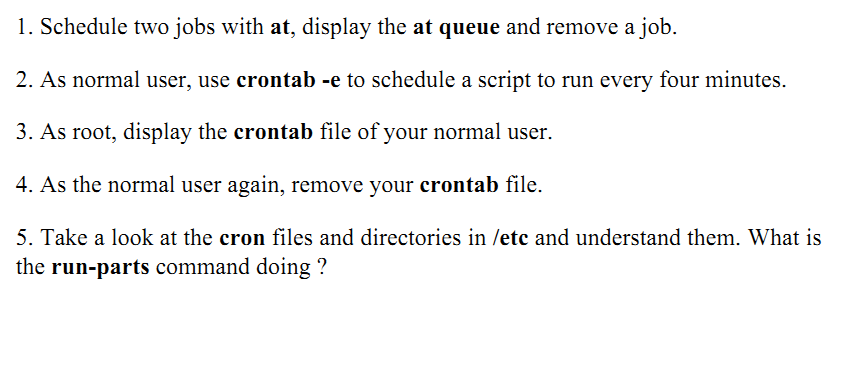 1. Schedule two jobs with at, display the at queue and remove a job.
2. As normal user, use crontab -e to schedule a script to run every four minutes.
3. As root, display the crontab file of your normal user.
4. As the normal user again, remove your crontab file.
5. Take a look at the cron files and directories in /etc and understand them. What is
the run-parts command doing ?